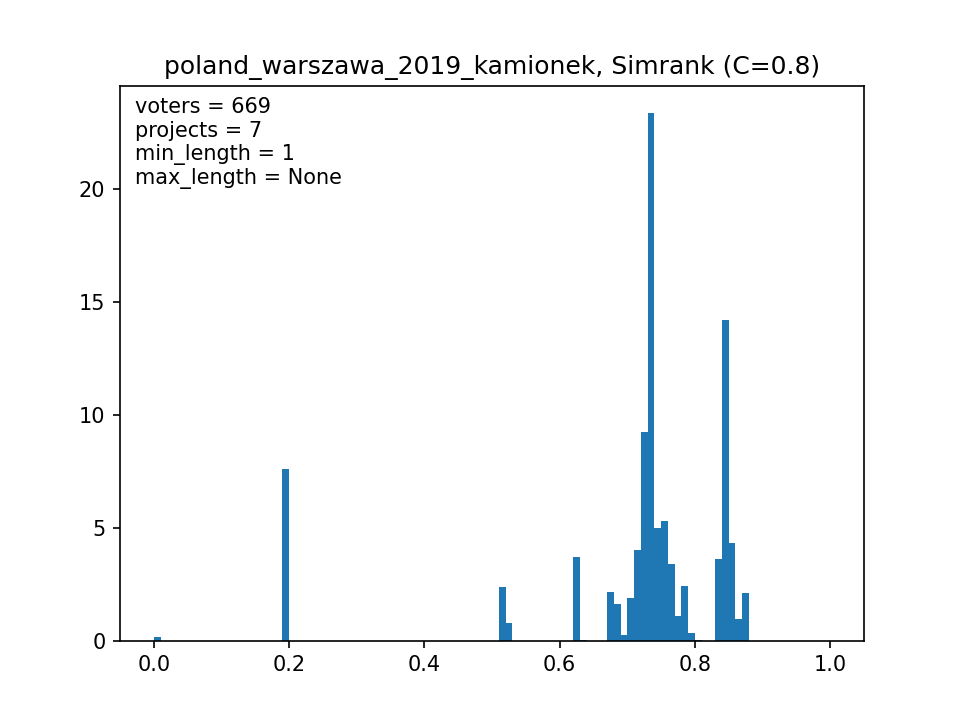 poland_warszawa_2019_kamionek, Simrank (C=0.8)
voters = 669
projects = 7
min_length = 1
max_length = None
20
15
10
5
0
0.0 0.2 0.4 0.6 0.8 1.0